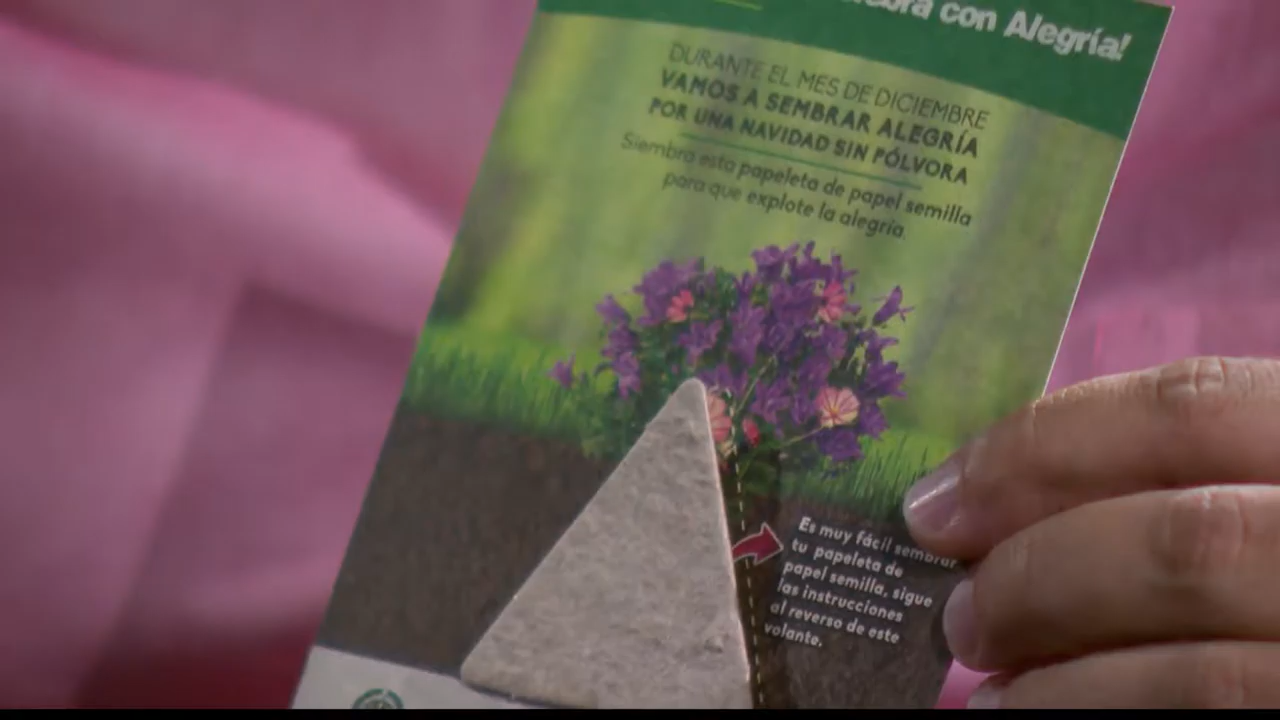 con Alegría!
DURANTE EL MES DE DICIEMBRE
VAMOS A SEMBRAR ALEGRÍA
POR UNA NAVIDAD SIN PÓLVORA
Siembra esta papeleta de papel semilla
para que explote la alegría.
Es muy fácil sembrar
tu papeleta de
papel semilla, sigue
las instrucciones
al reverso de este
volante.